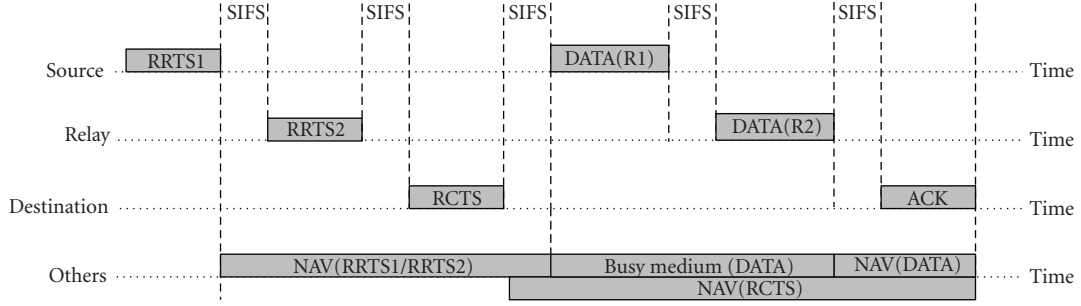 SIFS SIFS SIFS SIFS SIFS
RRTS1 DATA(R1)
Source Time
RRTS2 DATA(R2)
Relay Time
RCTS ACK
Destination Time
NAV(RRTS1/RRTS2) Busy medium (DATA) NAV(DATA)
Others Time
NAV(RCTS)